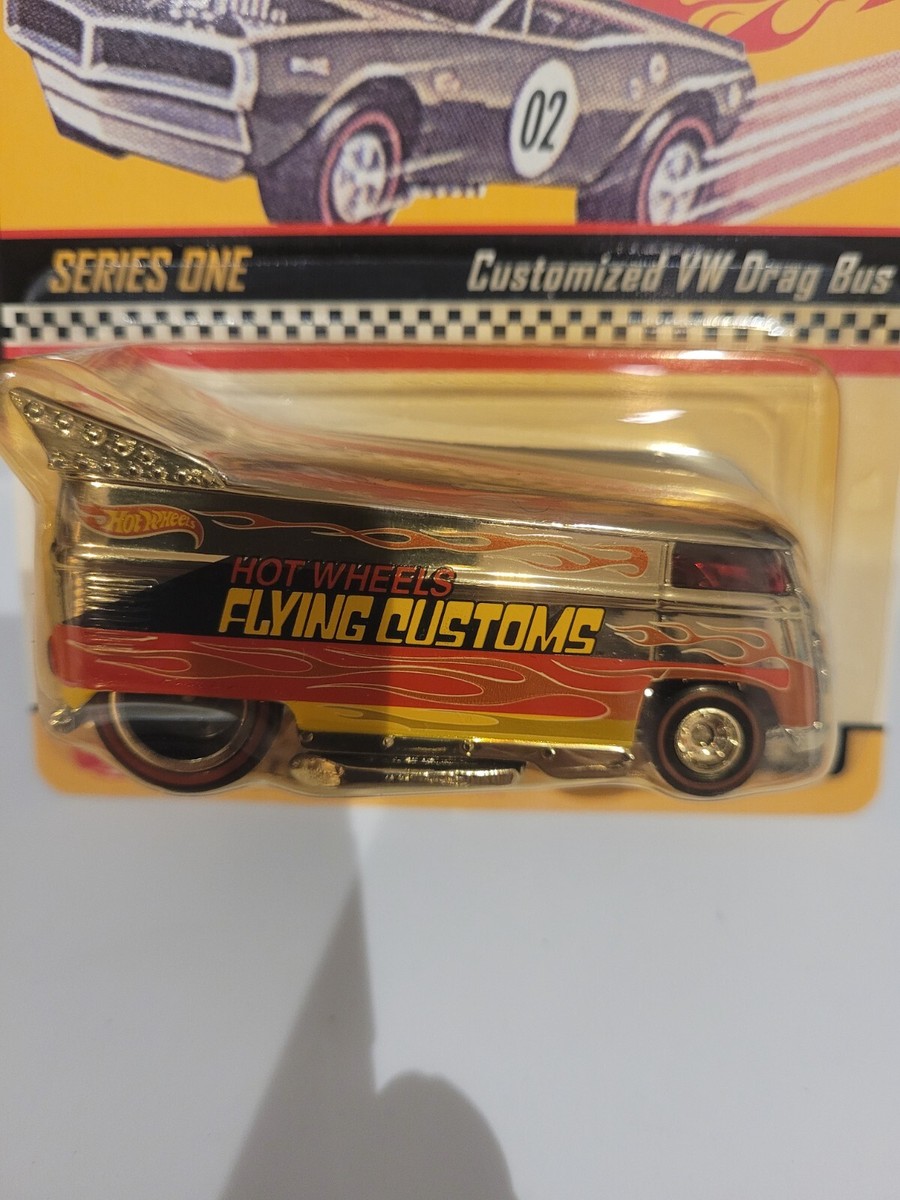 02
SERIES ONE
Customized VW Drag Bus
Hot Wheels
HOT WHEELS
FLYING CUSTOMS